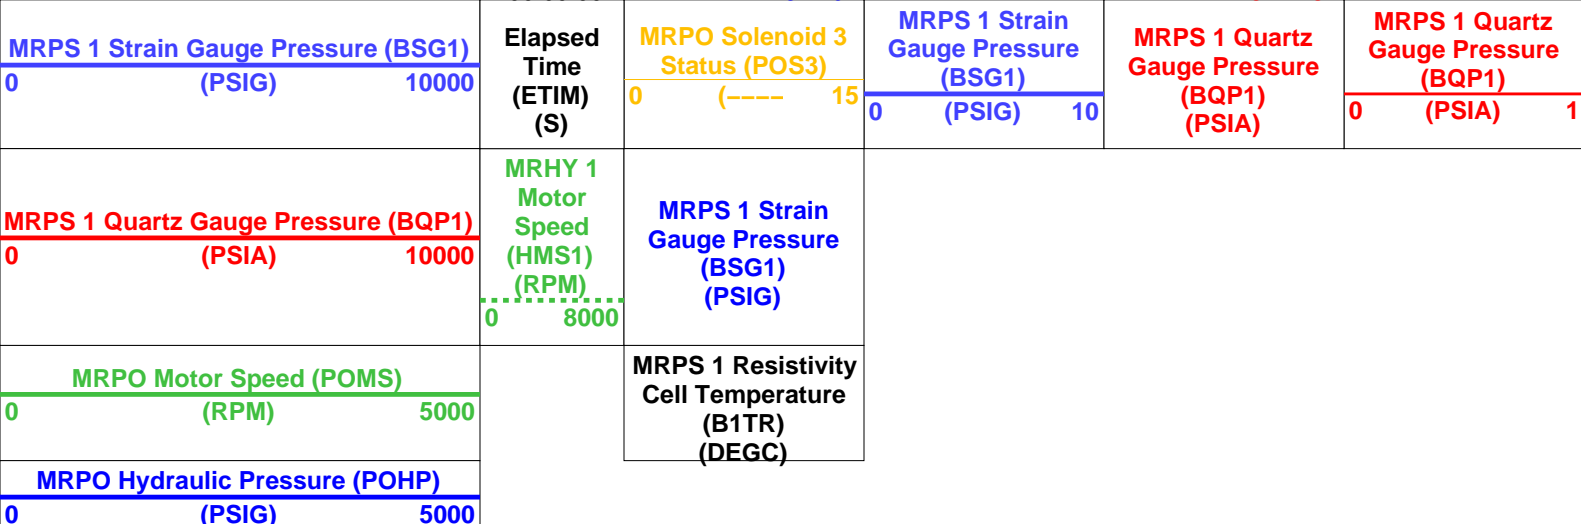 MRPS 1 Strain Gauge Pressure (BSG1)
0 (PSIG) 10000
Elapsed
Time
(ETIM)
(S)
MRPO Solenoid 3
Status (POS3)
0 (---- 15
MRPS 1 Strain
Gauge Pressure
(BSG1)
0 (PSIG) 10
MRPS 1 Quartz
Gauge Pressure
(BQP1)
(PSIA)
MRPS 1 Quartz
Gauge Pressure
(BQP1)
0 (PSIA) 1
MRPS 1 Quartz Gauge Pressure (BQP1)
0 (PSIA) 10000
MRHY 1
Motor
Speed
(HMS1)
(RPM)
0 8000
MRPS 1 Strain
Gauge Pressure
(BSG1)
(PSIG)
MRPO Motor Speed (POMS)
0 (RPM) 5000
MRPS 1 Resistivity
Cell Temperature
(B1TR)
(DEGC)
MRPO Hydraulic Pressure (POHP)
0 (PSIG) 5000